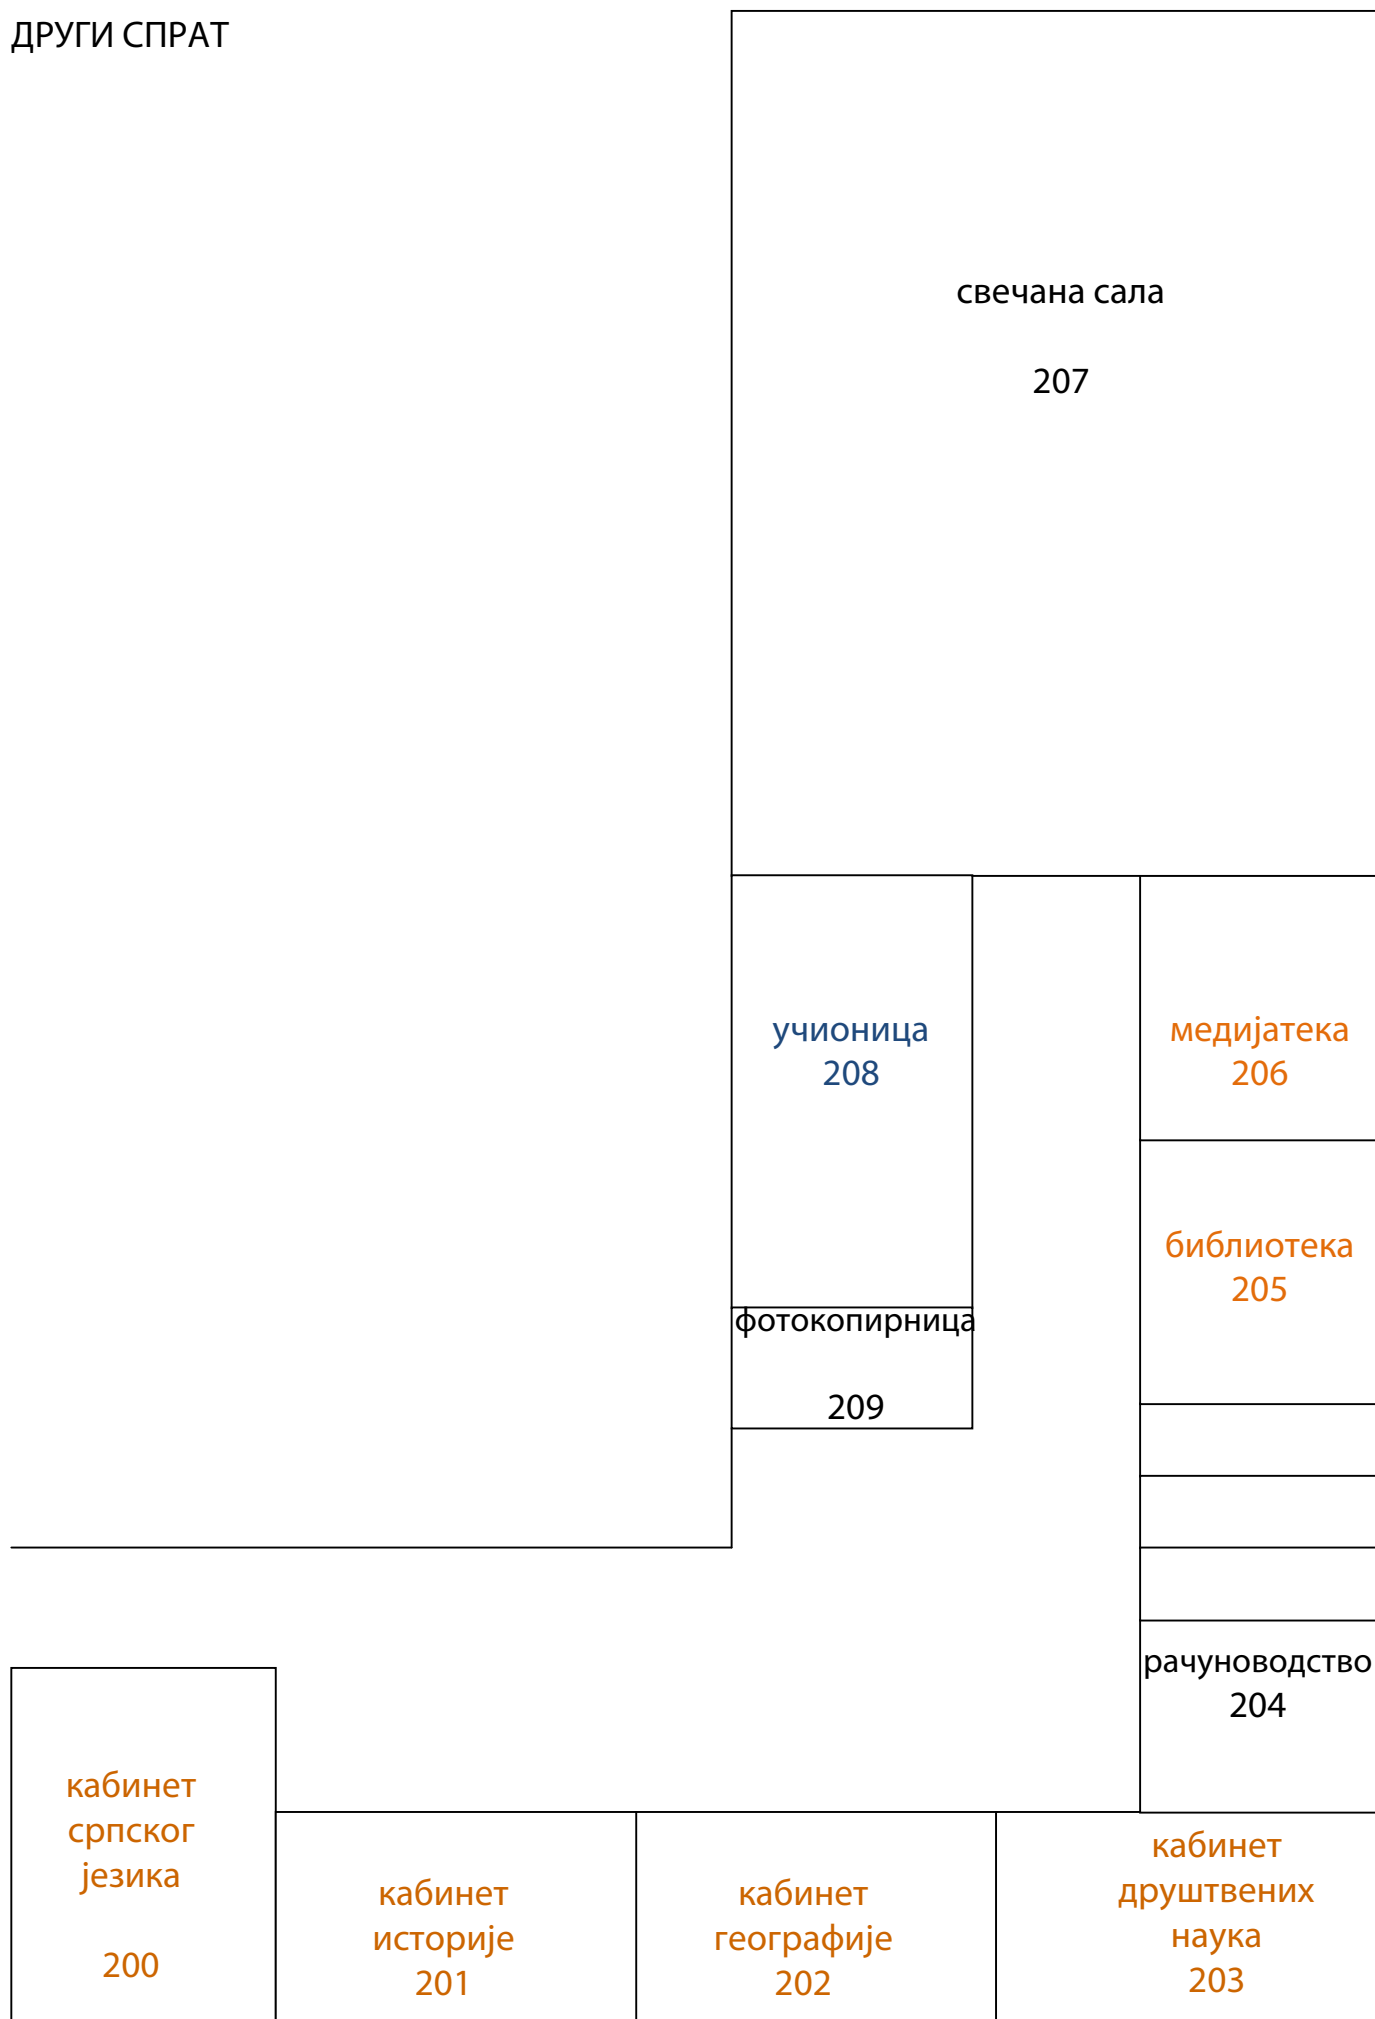 ДРУГИ СПРАТ
свечана сала
207
учионица
208
медијатека
206
библиотека
205
фотокопирница
209
рачуноводство
204
кабинет
српског
језика
200
кабинет
историје
201
кабинет
географије
202
кабинет
друштвених
наука
203